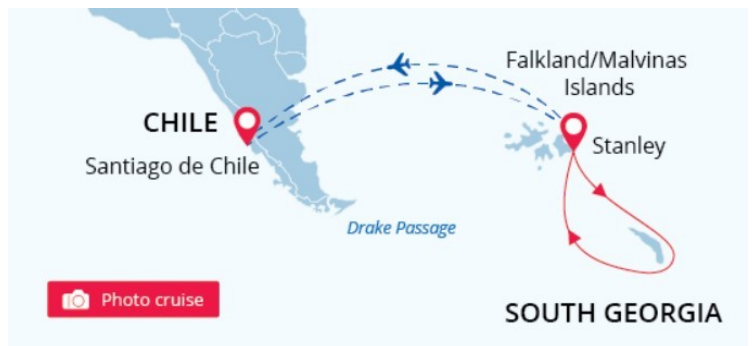 Falkland/Malvinas
Islands
CHILE
Stanley
Santiago de Chile
Drake Passage
Photo cruise
SOUTH GEORGIA